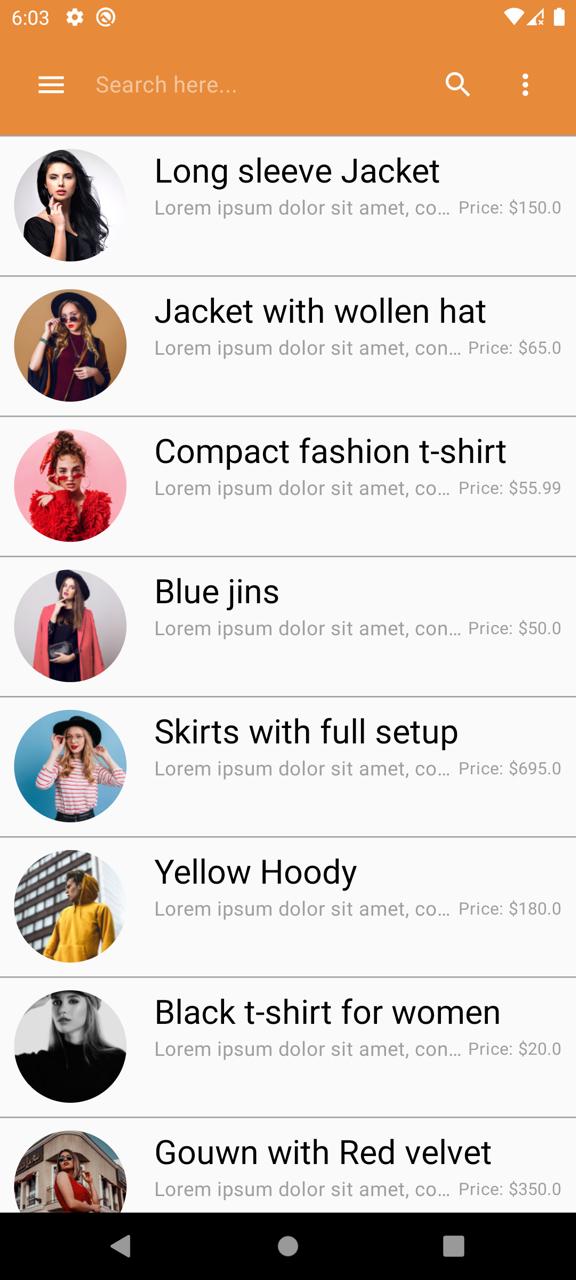 6:03
Search here...
Long sleeve Jacket
Lorem ipsum dolor sit amet, co... Price: $150.0
Jacket with wollen hat
Lorem ipsum dolor sit amet, con... Price: $65.0
Compact fashion t-shirt
Lorem ipsum dolor sit amet, co... Price: $55.99
Blue jins
Lorem ipsum dolor sit amet, con... Price: $50.0
Skirts with full setup
Lorem ipsum dolor sit amet, co... Price: $695.0
Yellow Hoody
Lorem ipsum dolor sit amet, co... Price: $180.0
Black t-shirt for women
Lorem ipsum dolor sit amet, con... Price: $20.0
Gouwn with Red velvet
Lorem ipsum dolor sit amet, co... Price: $350.0